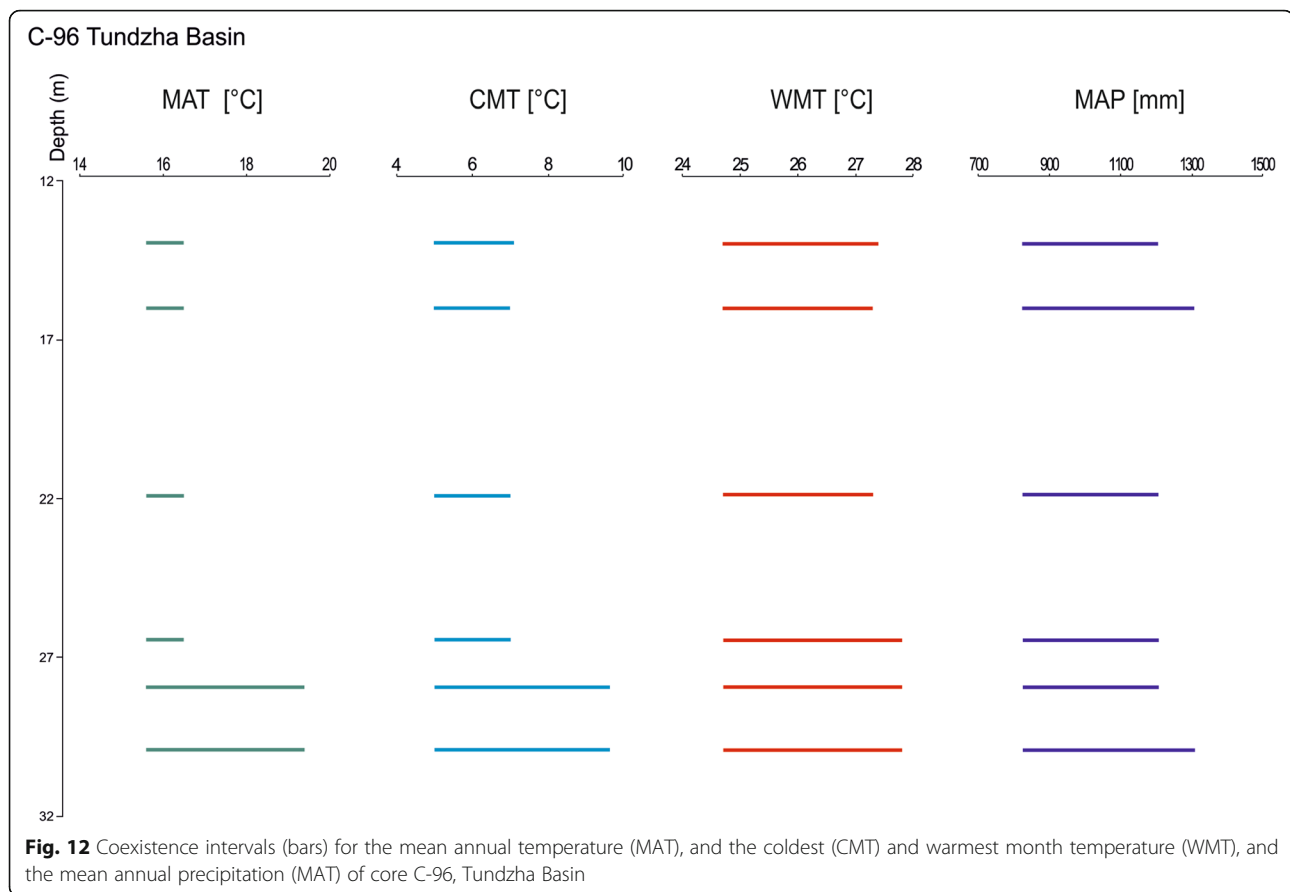 C-96 Tundzha Basin
Depth (m)
MAT [°C]
CMT [°C]
WMT [°C]
MAP [mm]
14 16 18 20
4 6 8 10
24 25 26 27 28
700 900 1100 1300 1500
12
17
22
27
32
Fig. 12 Coexistence intervals (bars) for the mean annual temperature (MAT), and the coldest (CMT) and warmest month temperature (WMT), and
the mean annual precipitation (MAT) of core C-96, Tundzha Basin